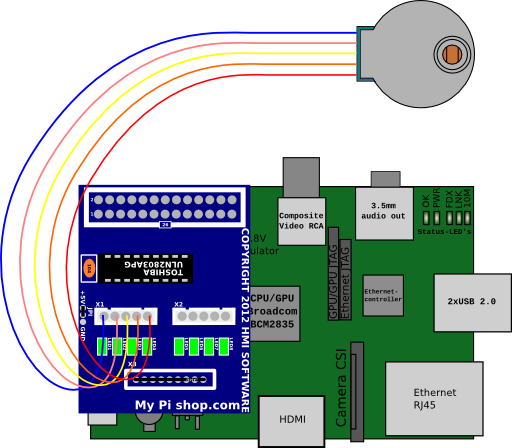 2
1
26
COPYRIGHT 2012 HMI SOFTWARE
TOSHIBA
ULN2803APG
+5V
GND
X1
X2
X3
My Pi shop.com
8V
ulator
Composite
Video RCA
3.5mm
audio out
OK
PWR
FDX
LNK
10M
Status-LED's
GPU/GPU JTAG
Ethernet JTAG
CPU/GPU
Broadcom
BCM2835
Ethernet-
controller
2xUSB 2.0
Camera CSI
Ethernet
RJ45
HDMI